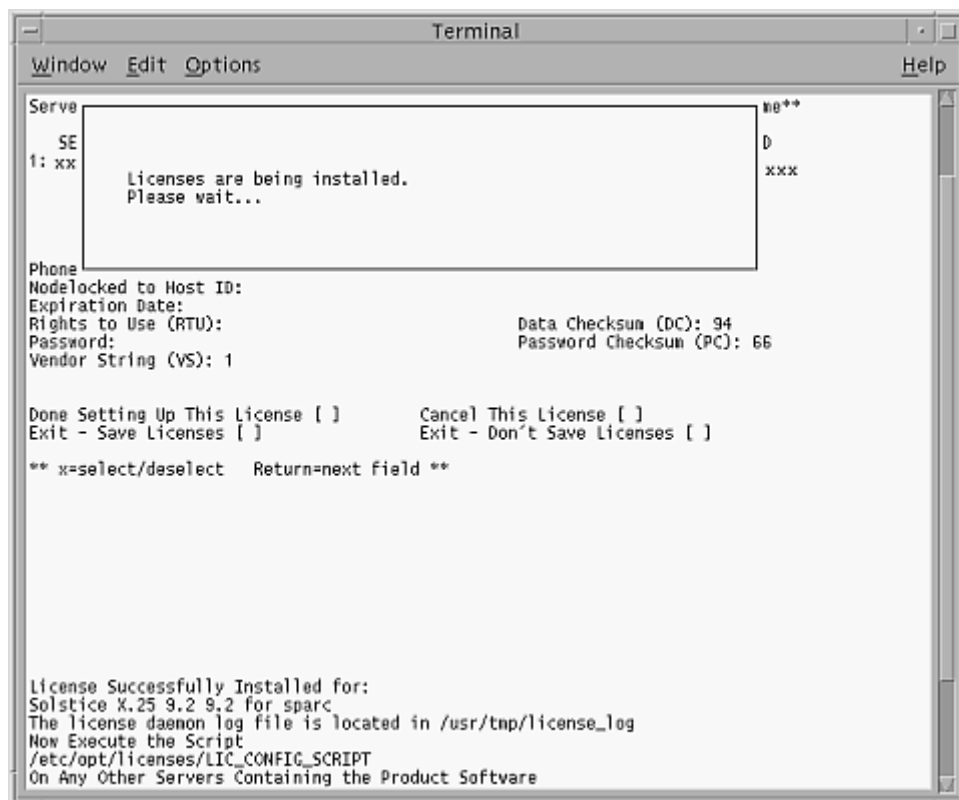 Terminal
Window Edit Options Help
Serve me**
SE D
1: xx xxx
Licenses are being installed.
Please wait...
Phone
Nodelocked to Host ID:
Expiration Date:
Rights to Use (RTU): Data Checksum (DC): 94
Password: Password Checksum (PC): 66
Vendor String (VS): 1
Done Setting Up This License [ ] Cancel This License [ ]
Exit - Save Licenses [ ] Exit - Don´t Save Licenses [ ]
** x=select/deselect Return=next field **
License Successfully Installed for:
Solstice X.25 9.2 9.2 for sparc
The license daemon log file is located in /usr/tmp/license_log
Now Execute the Script
/etc/opt/licenses/LIC_CONFIG_SCRIPT
On Any Other Servers Containing the Product Software